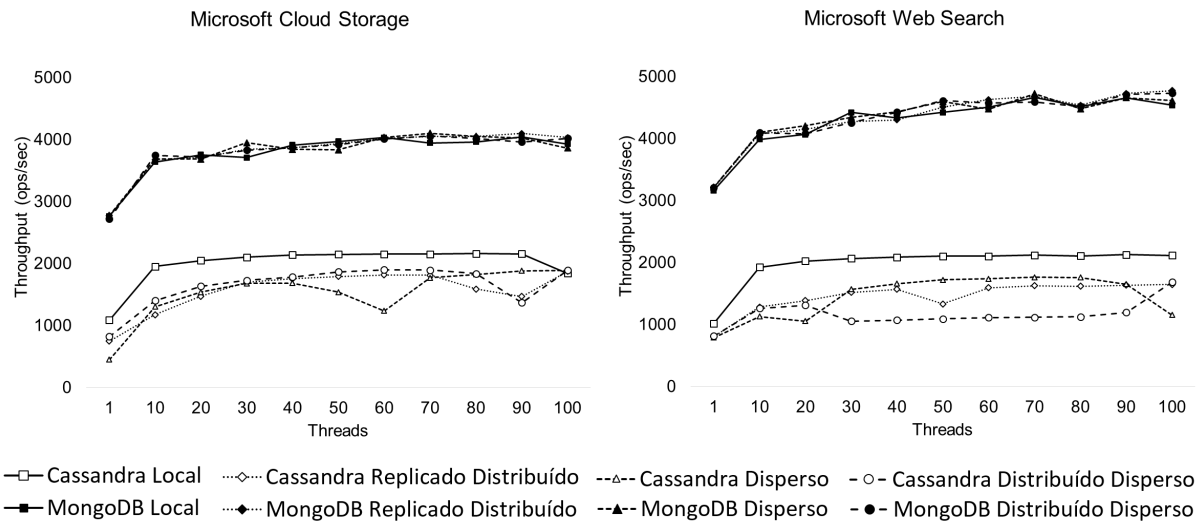 Microsoft Cloud Storage
Throughput (ops/sec)
5000
4000
3000
2000
1000
0
1 10 20 30 40 50 60 70 80 90 100
Threads
Microsoft Web Search
Throughput (ops/sec)
5000
4000
3000
2000
1000
0
1 10 20 30 40 50 60 70 80 90 100
Threads
Cassandra Local Cassandra Replicado Distribuído Cassandra Disperso Cassandra Distribuído Disperso
MongoDB Local MongoDB Replicado Distribuído MongoDB Disperso MongoDB Distribuído Disperso